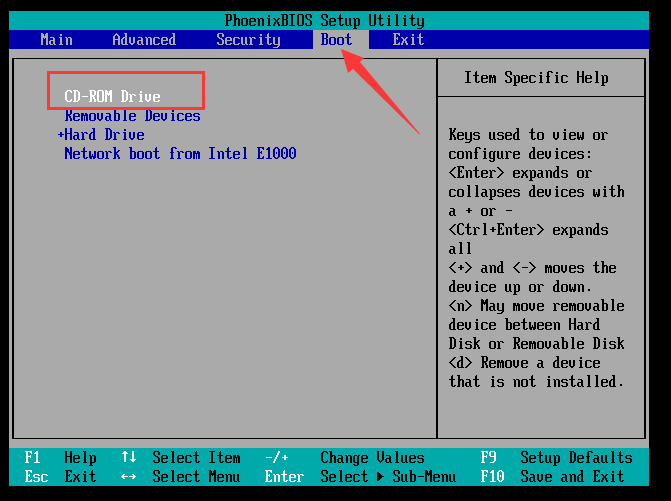 PhoenixBIOS Setup Utility
Main Advanced Security Boot Exit
CD-ROM Drive
Removable Devices
+Hard Drive
Network boot from Intel E1000
Item Specific Help
Keys used to view or
configure devices:
<Enter> expands or
collapses devices with
a + or -
<Ctrl+Enter> expands
all
<+> and <-> moves the
device up or down.
<n> May move removable
device between Hard
Disk or Removable Disk
<d> Remove a device
that is not installed.
F1 Help ↑↓ Select Item -/+ Change Values F9 Setup Defaults
Esc Exit ↔ Select Menu Enter Select ▶ Sub-Menu F10 Save and Exit